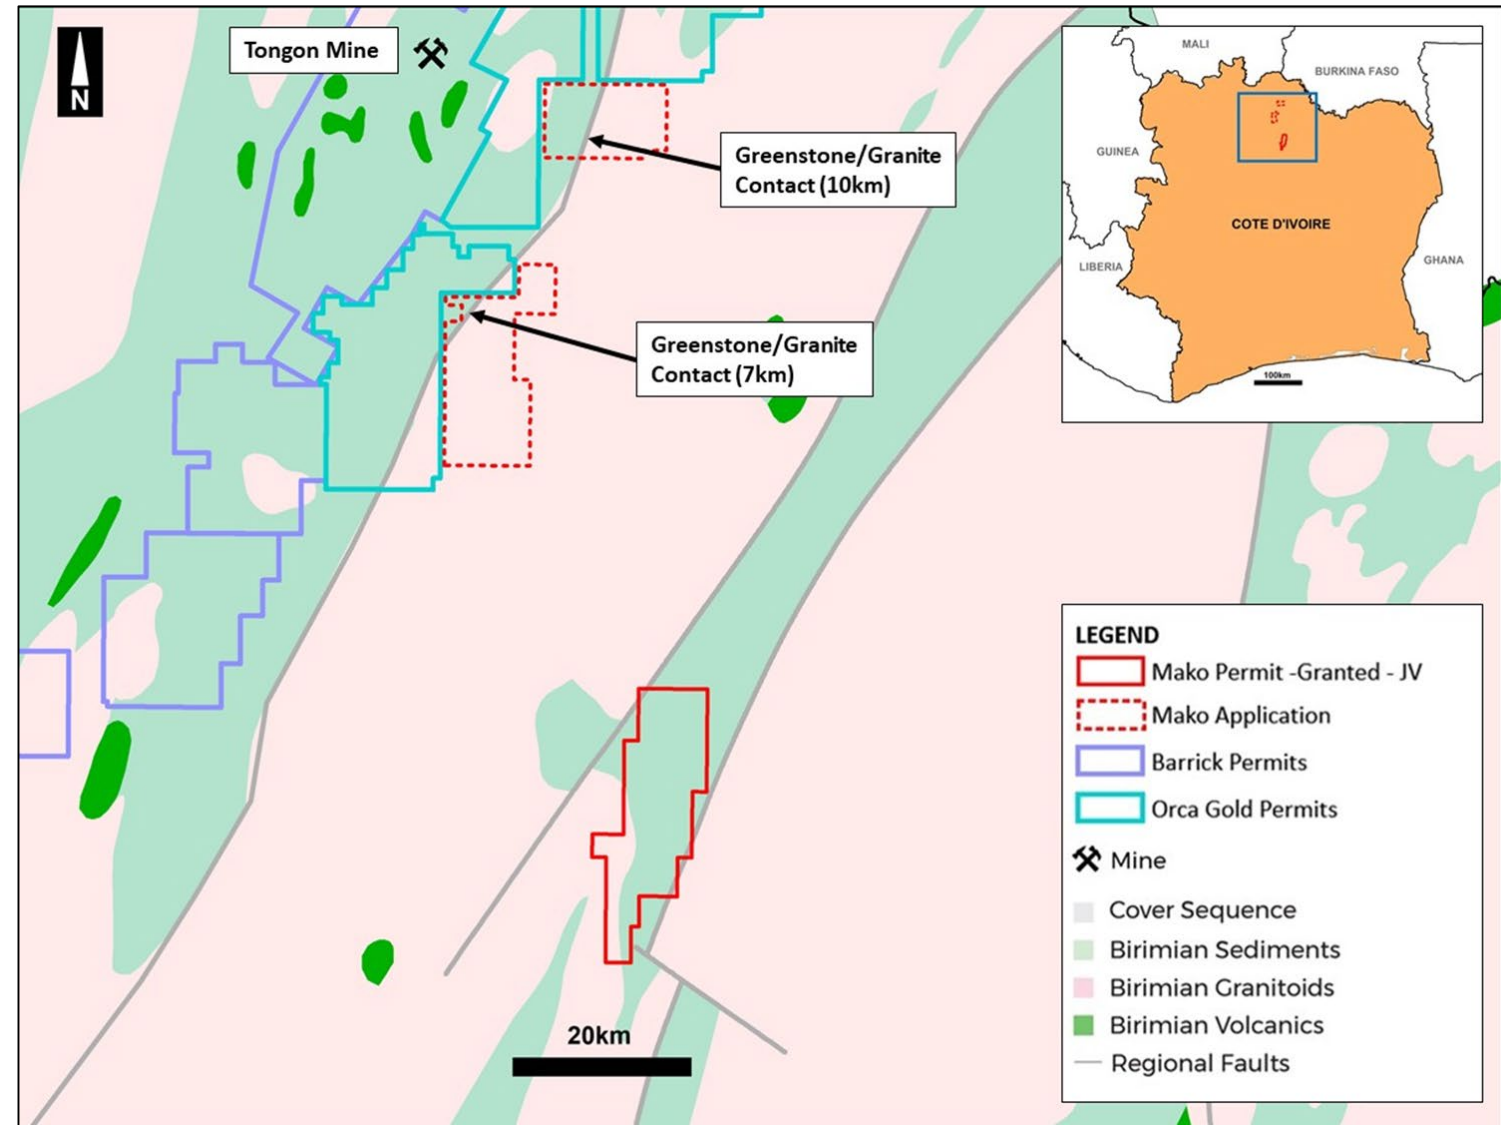 N
Tongon Mine
Greenstone/Granite
Contact (10km)
Greenstone/Granite
Contact (7km)
20km
MALI
BURKINA FASO
GUINEA
COTE D'IVOIRE
LIBERIA
GHANA
100km
LEGEND
Mako Permit -Granted - JV
Mako Application
Barrick Permits
Orca Gold Permits
Mine
Cover Sequence
Birimian Sediments
Birimian Granitoids
Birimian Volcanics
Regional Faults